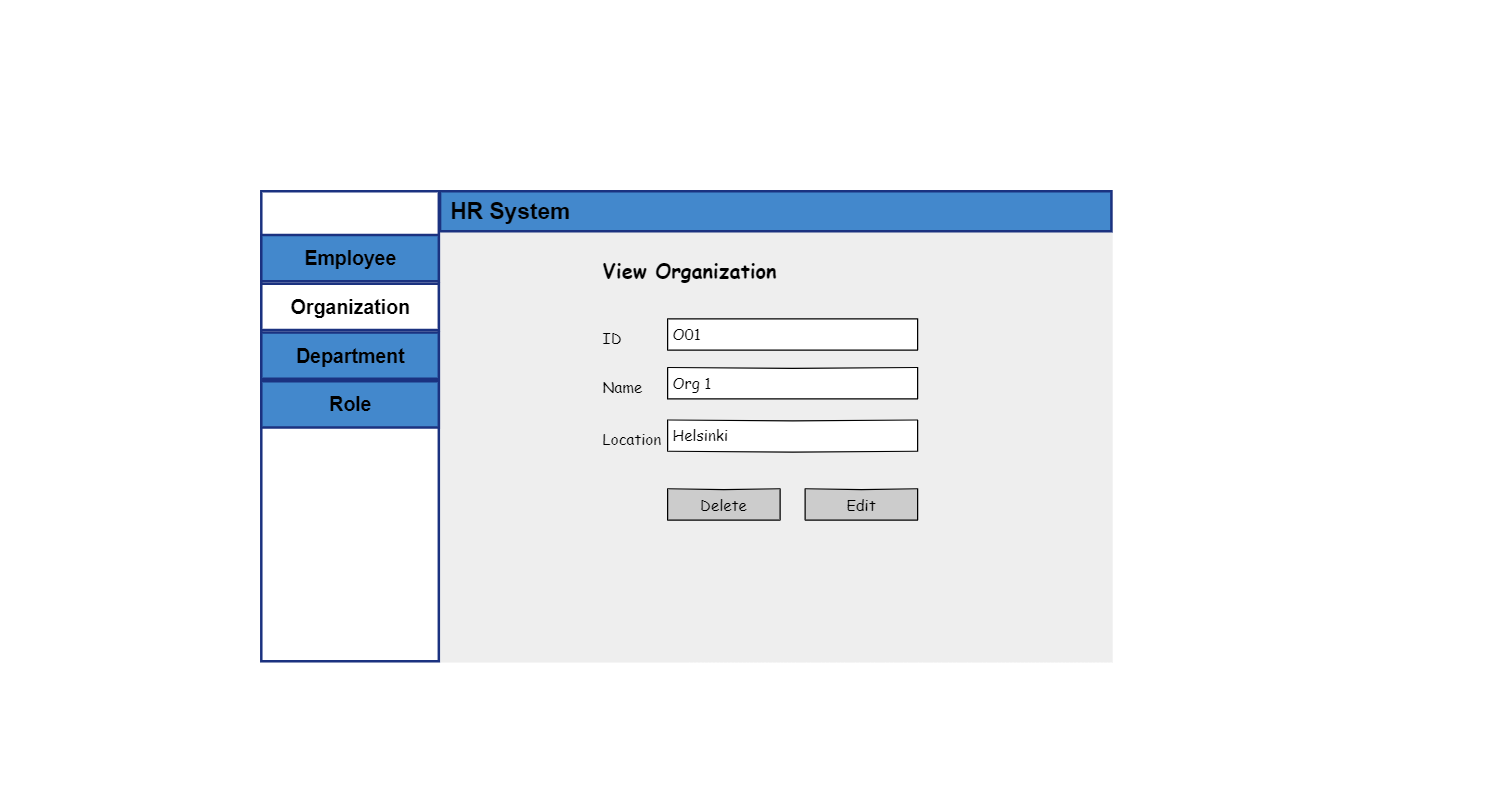 HR System
Employee
Organization
Department
Role
View Organization
ID O01
Name Org 1
Location Helsinki
Delete Edit